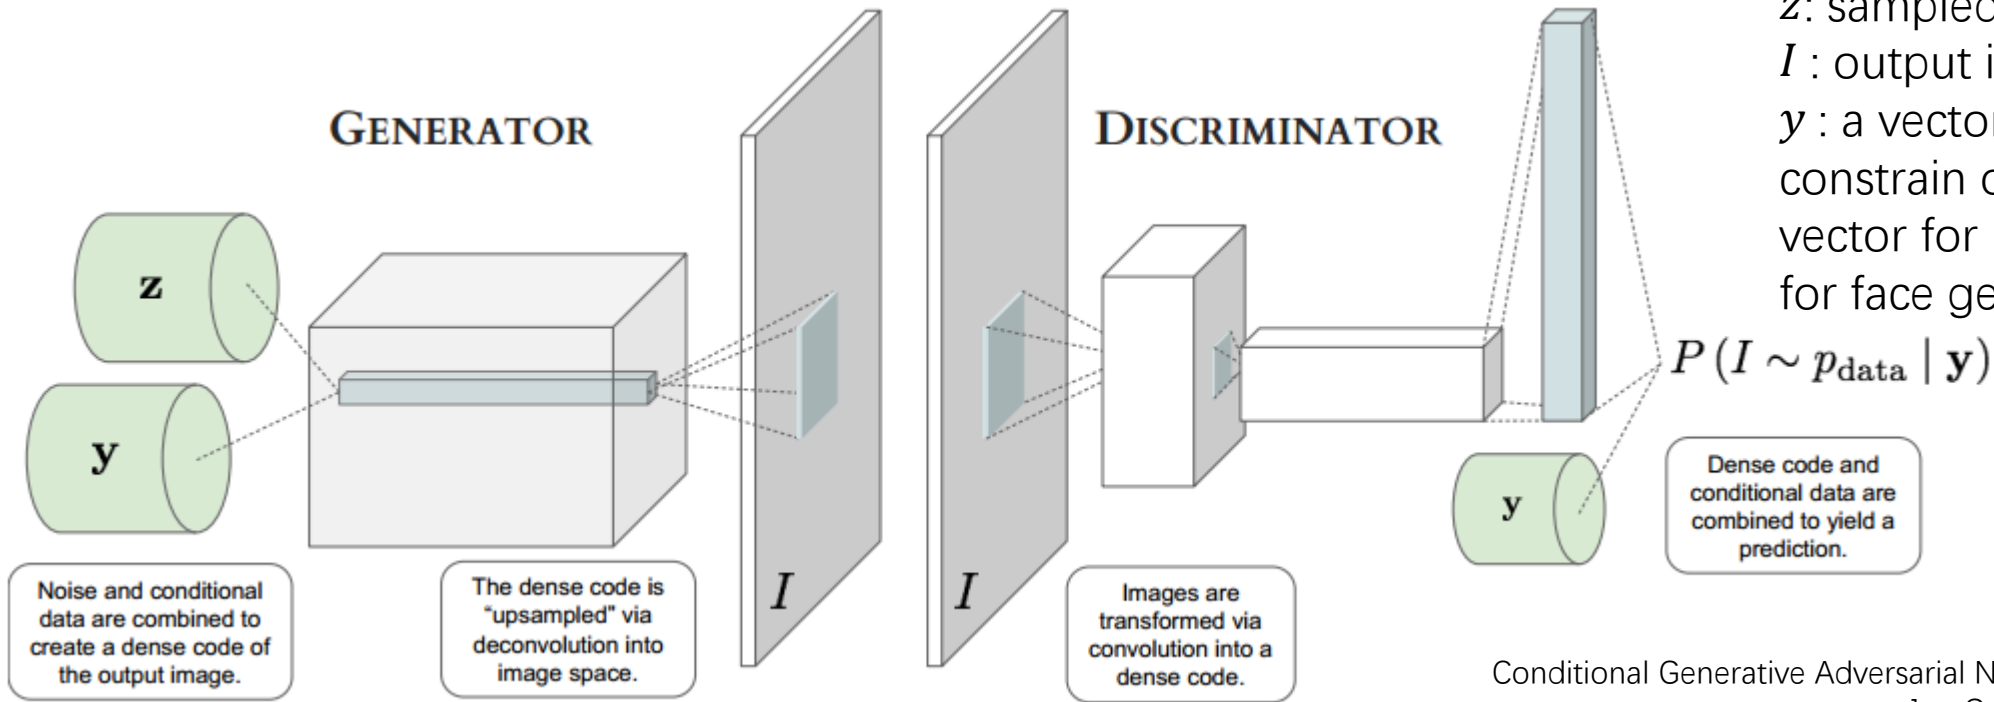 GENERATOR
z
y
Noise and conditional
data are combined to
create a dense code of
the output image.
The dense code is
"upsampled" via
deconvolution into
image space.
I
I
DISCRIMINATOR
Images are
transformed via
convolution into a
dense code.
y
P (I ∼ p_data | y)
Dense code and
conditional data are
combined to yield a
prediction.
z:
I : output
y : a
constrain
vector for
for face
Conditional Generative Adversarial